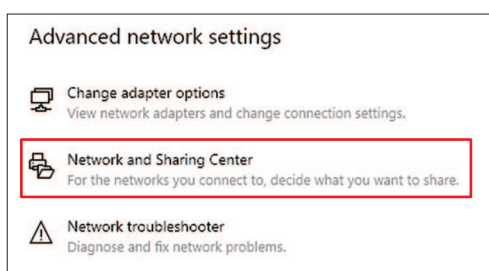 Advanced network settings
Change adapter options
View network adapters and change connection settings.
Network and Sharing Center
For the networks you connect to, decide what you want to share.
Network troubleshooter
Diagnose and fix network problems.